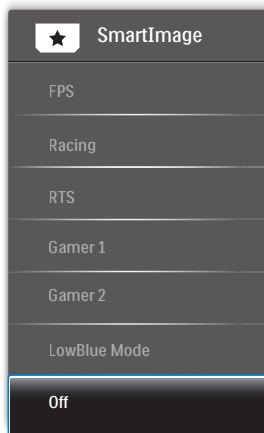 SmartImage
FPS
Racing
RTS
Gamer 1
Gamer 2
LowBlue Mode
Off